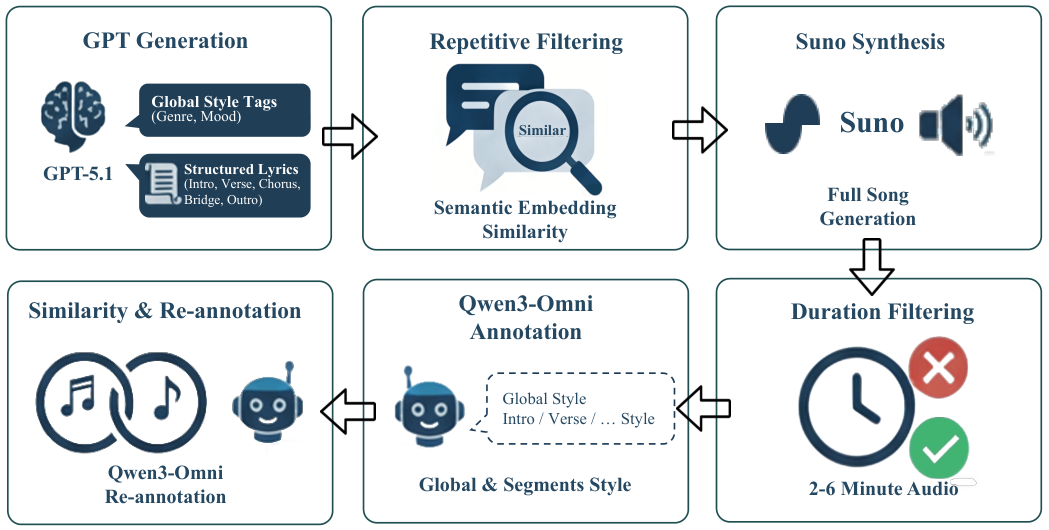 GPT Generation
GPT-5.1
Global Style Tags
(Genre, Mood)
Structured Lyrics
(Intro, Verse, Chorus,
Bridge, Outro)
Repetitive Filtering
Similar
Semantic Embedding
Similarity
Suno Synthesis
Suno
Full Song
Generation
Duration Filtering
2-6 Minute Audio
Qwen3-Omni
Annotation
Global Style
Intro / Verse / … Style
Global & Segments Style
Similarity & Re-annotation
Qwen3-Omni
Re-annotation